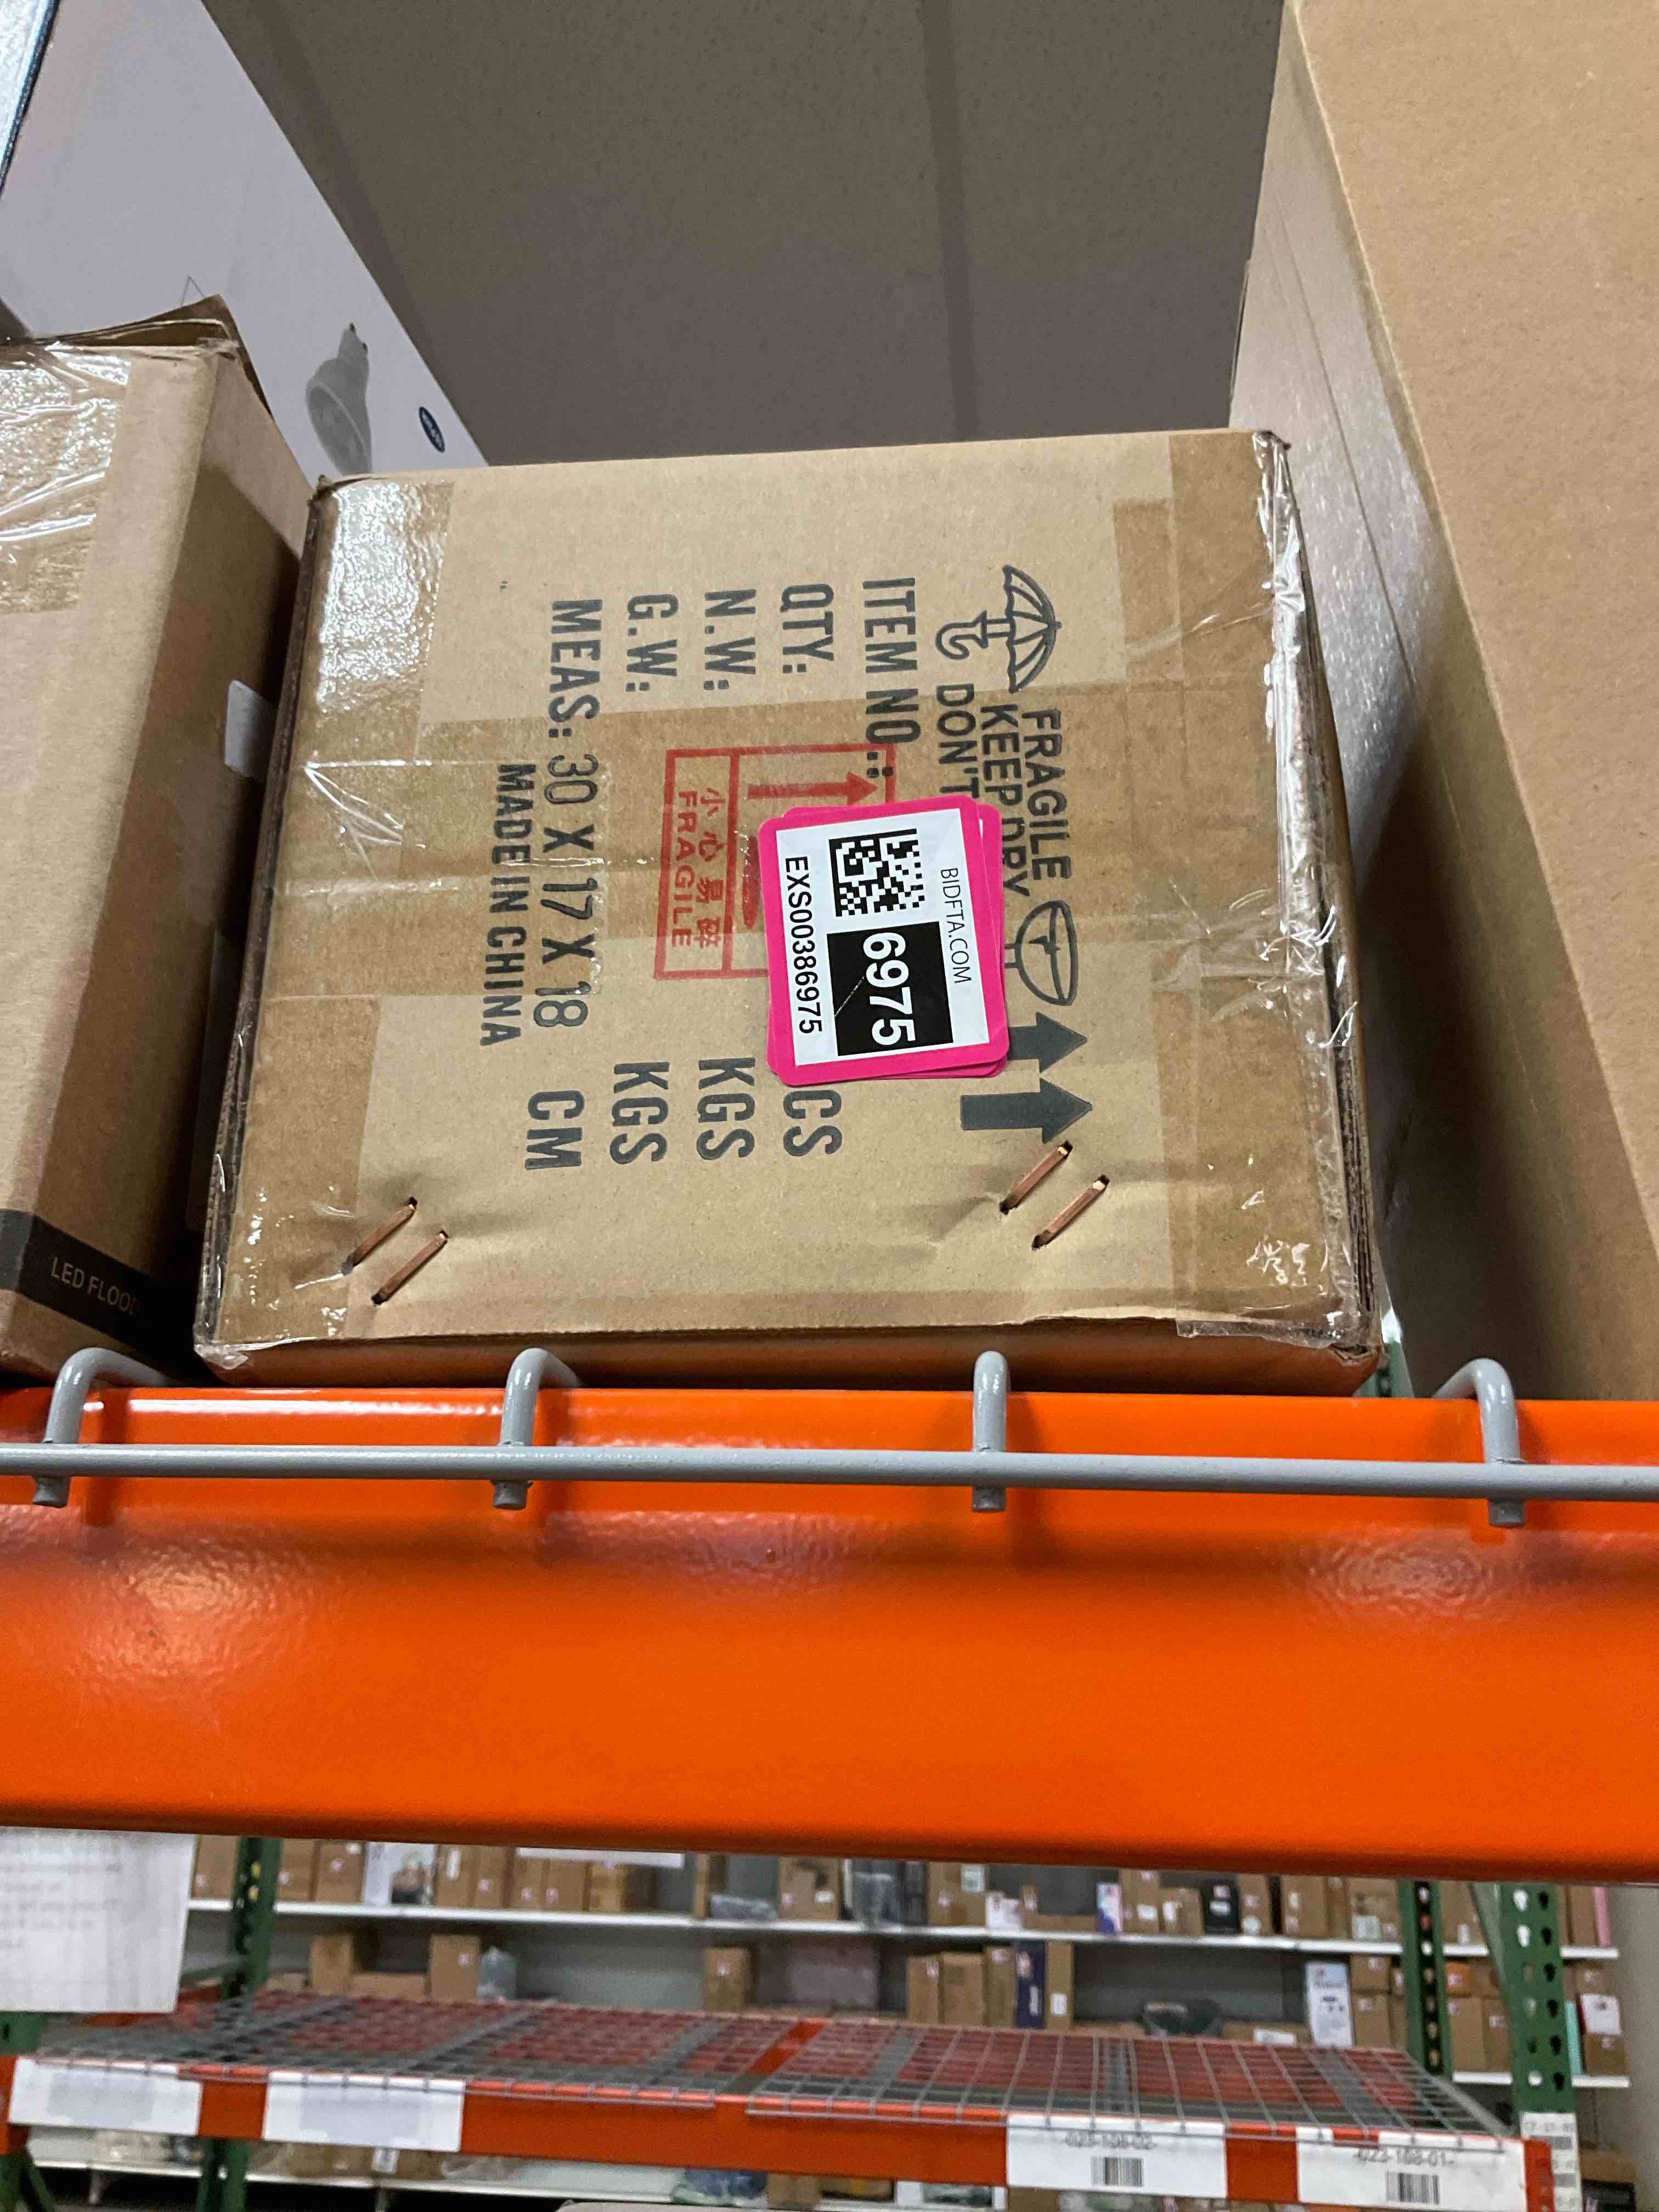 FRAGILE
KEEP DRY
DON'T
ITEM NO.:
QTY: CS
N.W: KGS
G.W: KGS
MEAS: 30 X 17 X 18 CM
MADE IN CHINA
小心易碎
FRAGILE
BIDFTA.COM
6975
EXS00386975
LED FLOOD